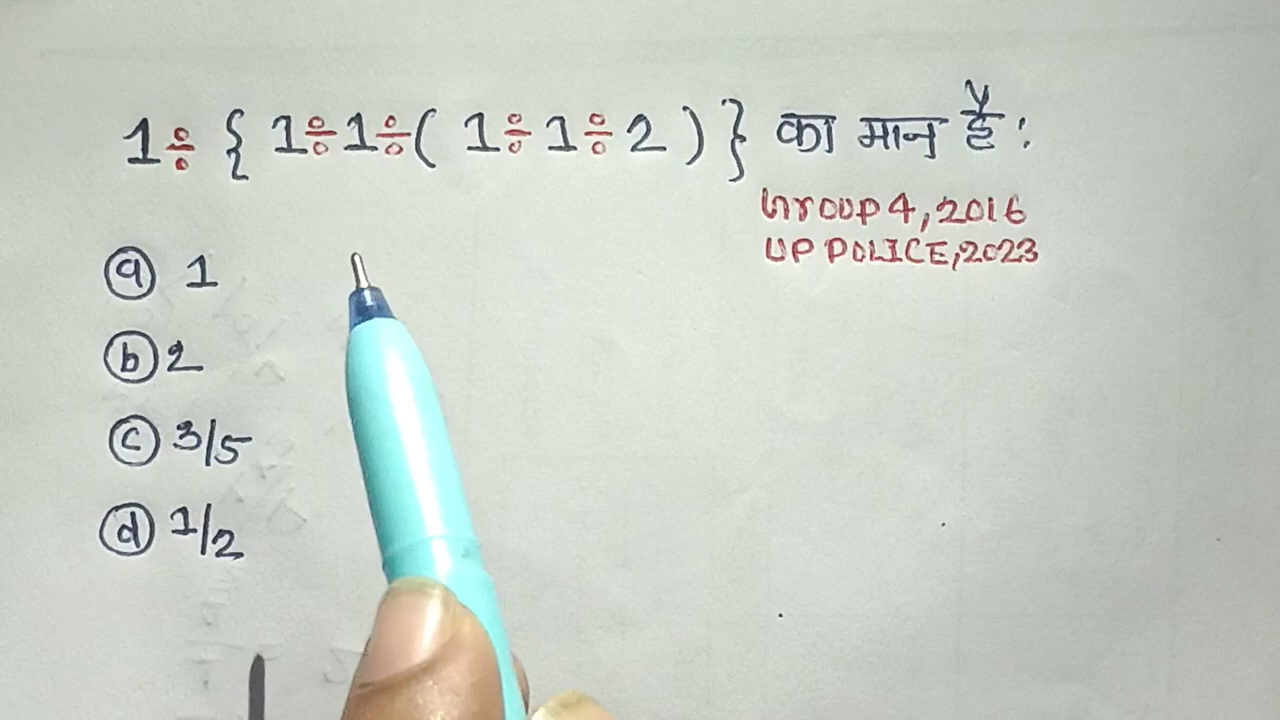 1÷{1÷1÷(1÷1÷2)} का मान है :
Group 4, 2016
UP POLICE, 2023
ⓐ 1
ⓑ 2
ⓒ 3/5
ⓓ 1/2